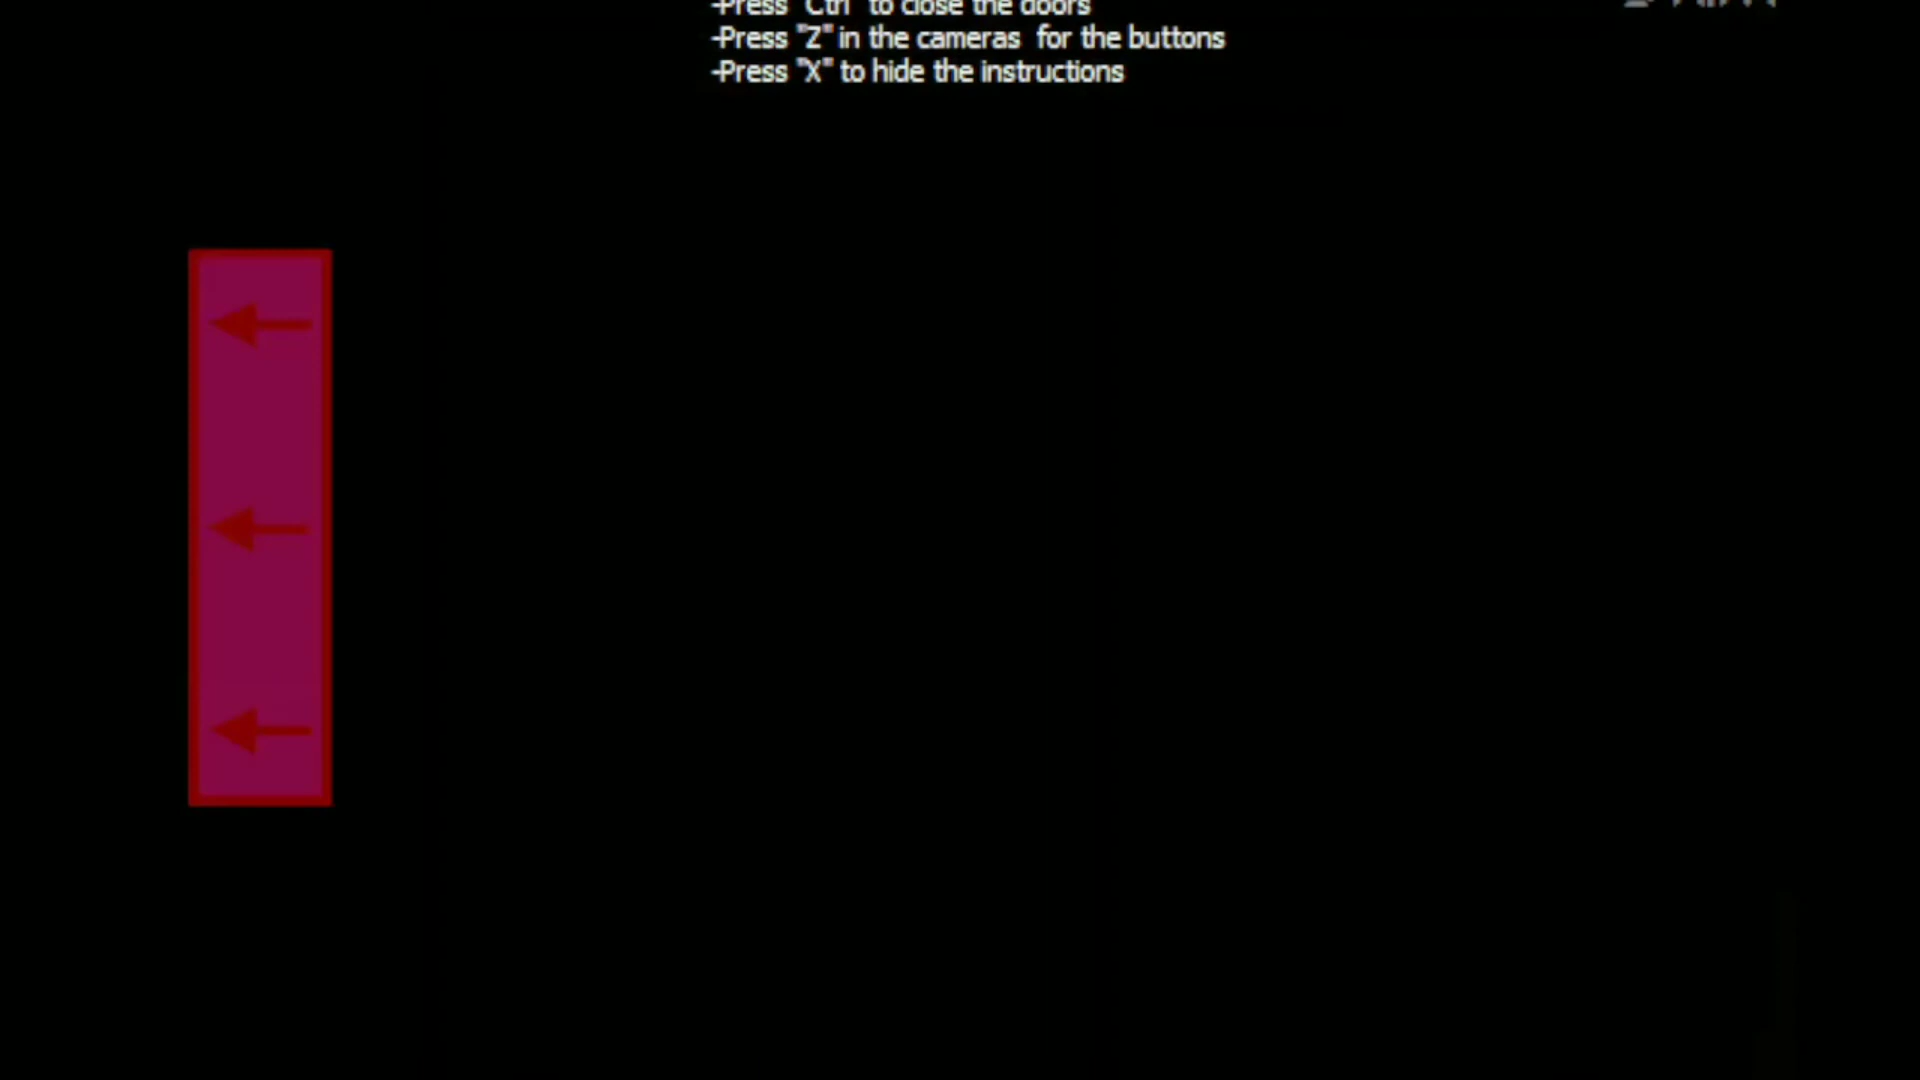 -Press "Ctrl" to close the doors
-Press "Z" in the cameras  for the buttons
-Press "X" to hide the instructions